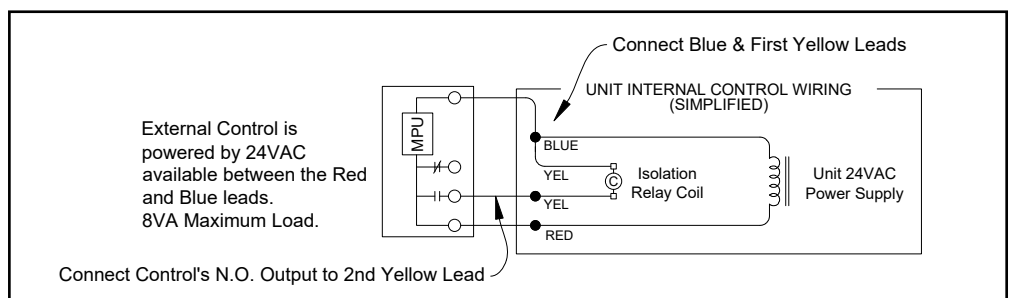 Connect Blue & First Yellow Leads
UNIT INTERNAL CONTROL WIRING
(SIMPLIFIED)
External Control is
powered by 24VAC
available between the Red
and Blue leads.
8VA Maximum Load.
MPU
BLUE
YEL
C
Isolation
Relay Coil
Unit 24VAC
Power Supply
YEL
RED
Connect Control's N.O. Output to 2nd Yellow Lead